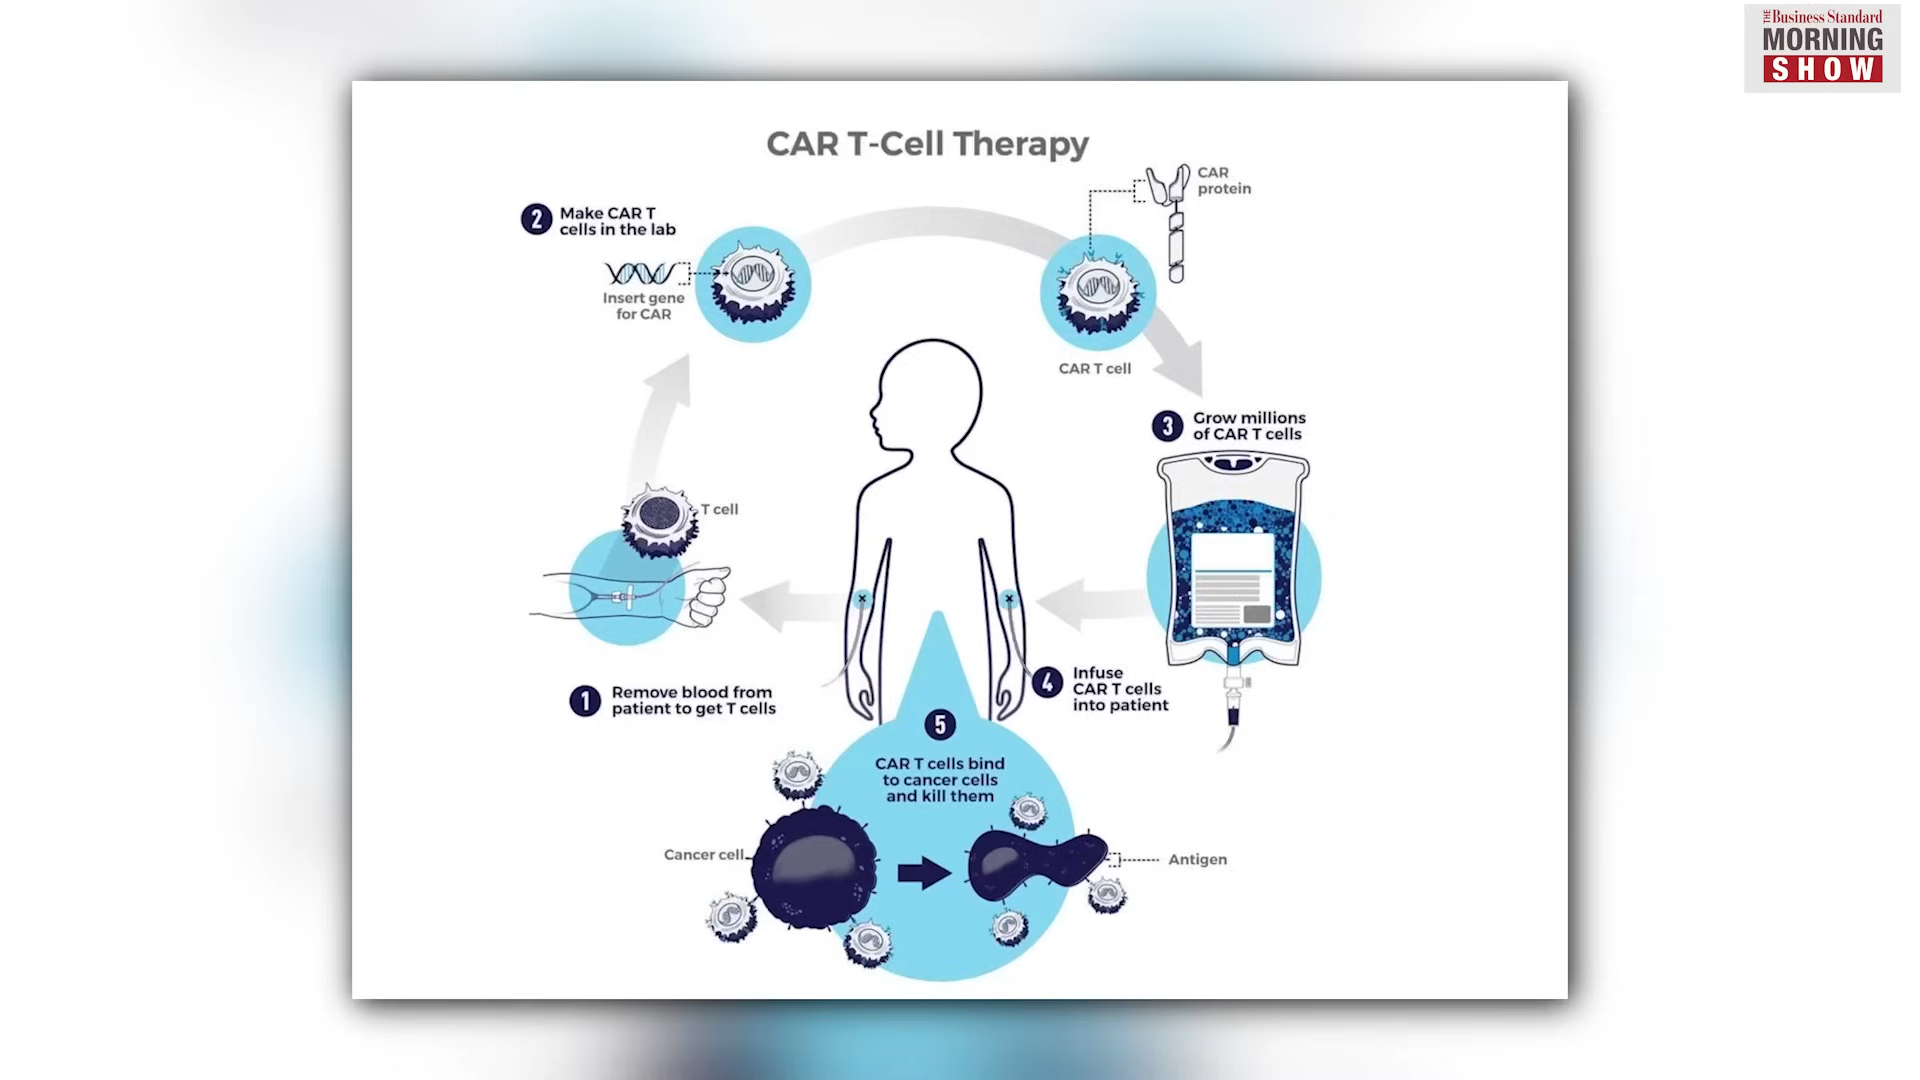 THE Business Standard
MORNING
SHOW
CAR T-Cell Therapy
CAR
protein
2
Make CAR T
cells in the lab
Insert gene
for CAR
CAR T cell
3
Grow millions
of CAR T cells
T cell
1
Remove blood from
patient to get T cells
4
Infuse
CAR T cells
into patient
5
CAR T cells bind
to cancer cells
and kill them
Cancer cell
Antigen